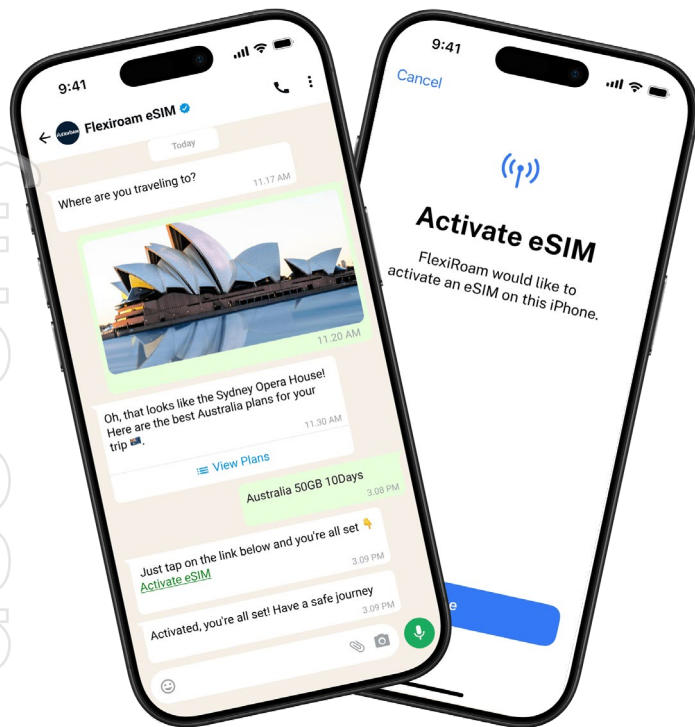 9:41
Flexiroam eSIM
Today
Where are you traveling to?
11.17 AM
11.20 AM
Oh, that looks like the Sydney Opera House!
Here are the best Australia plans for your
trip 🇦🇺.
11.30 AM
View Plans
Australia 50GB 10Days
3.08 PM
Just tap on the link below and you're all set 👇
Activate eSIM
3.09 PM
Activated, you're all set! Have a safe journey
3.09 PM
9:41
Cancel
Activate eSIM
FlexiRoam would like to
activate an eSIM on this iPhone.